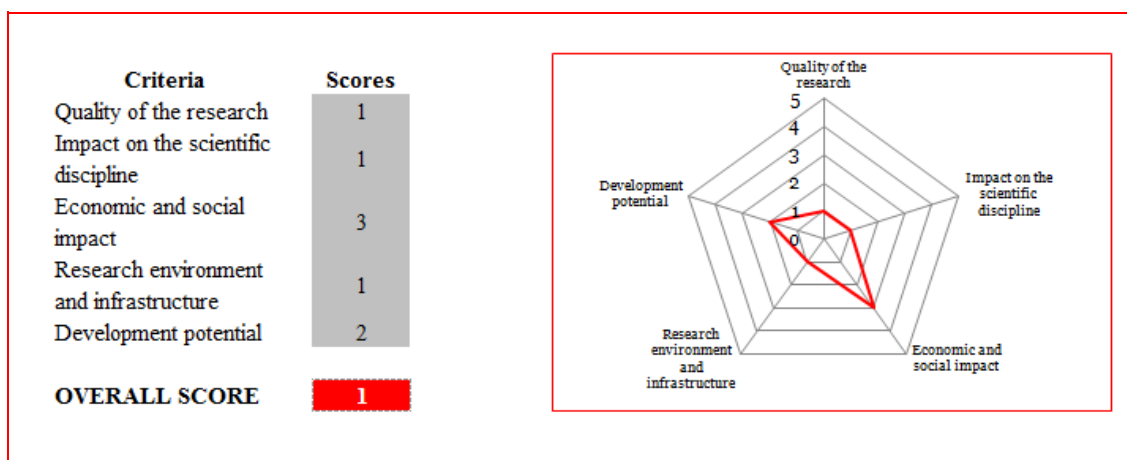 Criteria Scores
Quality of the research 1
Impact on the scientific
discipline 1
Economic and social
impact 3
Research environment
and infrastructure 1
Development potential 2
OVERALL SCORE 1
Quality of the
research
5
4
3
2
1
0
Impact on the
scientific
discipline
Economic and
social impact
Research
environment
and
infrastructure
Development
potential